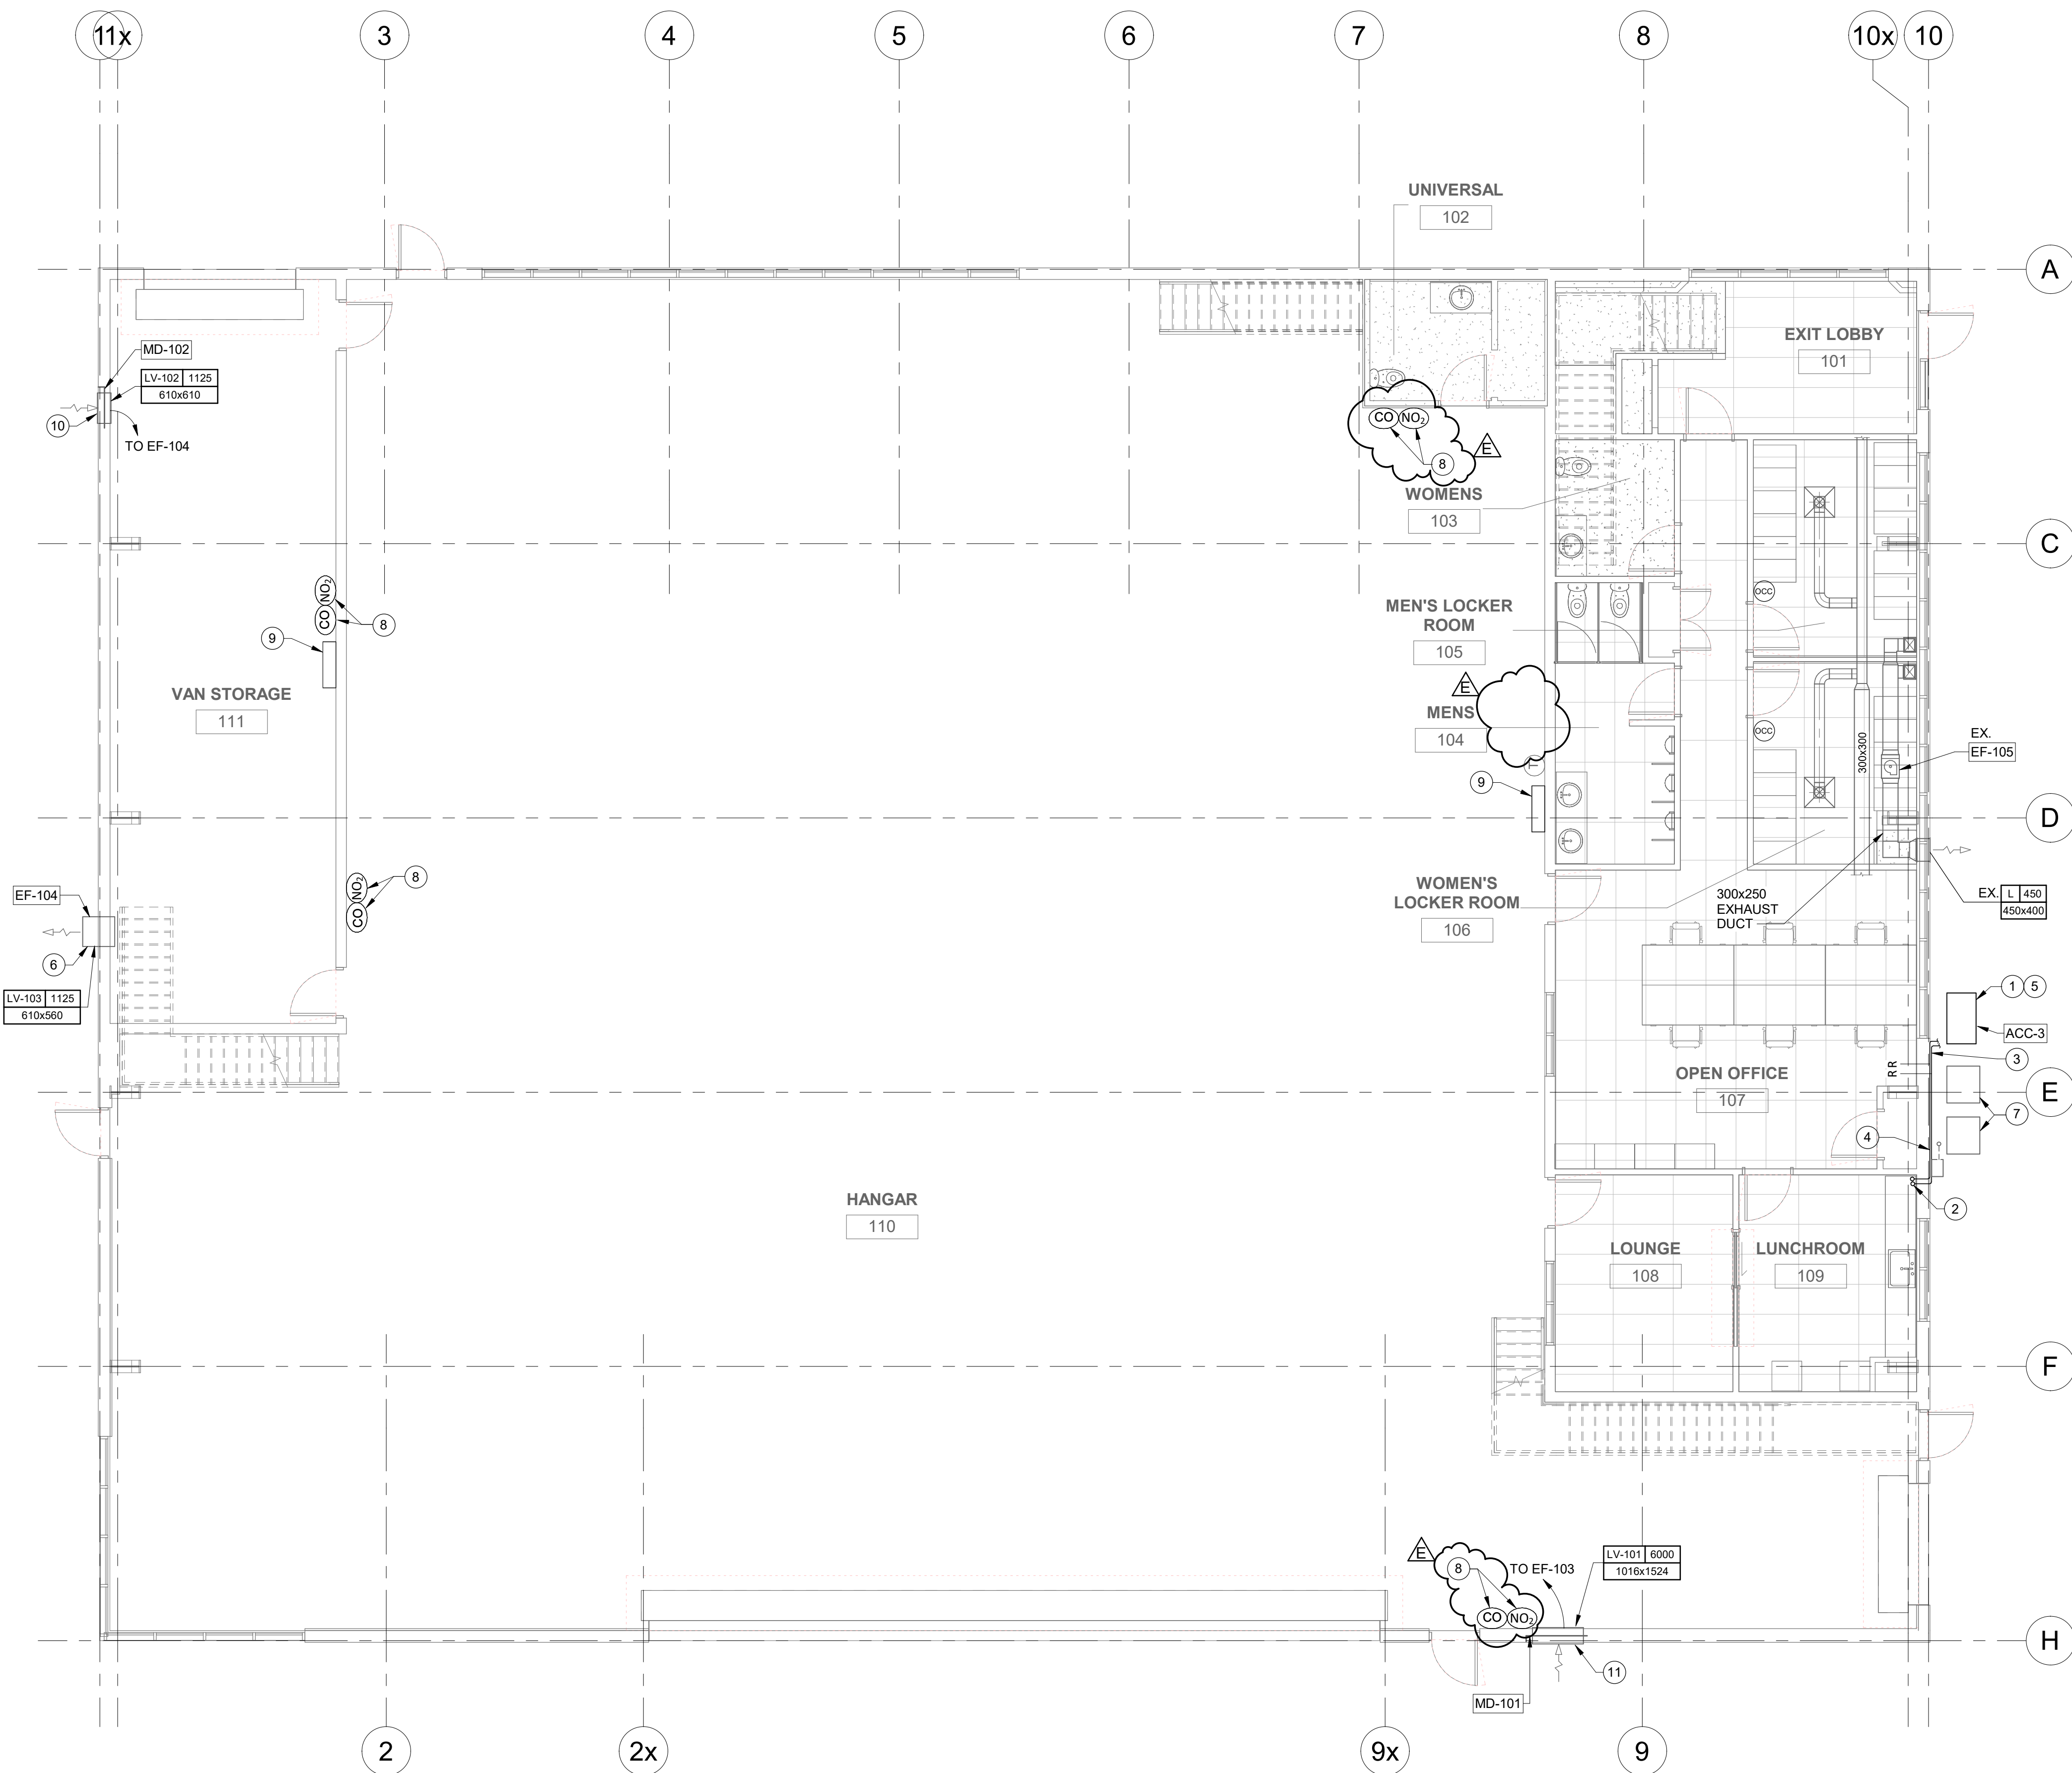 1
1x
3
4
5
6
7
8
10x
10
UNIVERSAL
102
A
EXIT LOBBY
101
MD-102
LV-102 1125
610x610
10
TO EF-104
CO NO₂
8
E
WOMENS
103
C
NO₂
CO
8
OCC
MEN'S LOCKER
ROOM
105
9
VAN STORAGE
111
E
MENS
104
OCC
300x300
EX.
EF-105
T
9
D
NO₂
CO
8
EF-104
6
LV-103 1125
610x560
WOMEN'S
LOCKER ROOM
106
300x250
EXHAUST
DUCT
EX. L 450
450x400
1 5
ACC-3
3
R R
OPEN OFFICE
107
E
7
4
2
HANGAR
110
LOUNGE
108
LUNCHROOM
109
F
E
8
TO EF-103
LV-101 6000
1016x1524
CO NO₂
H
11
MD-101
2
2x
9x
9